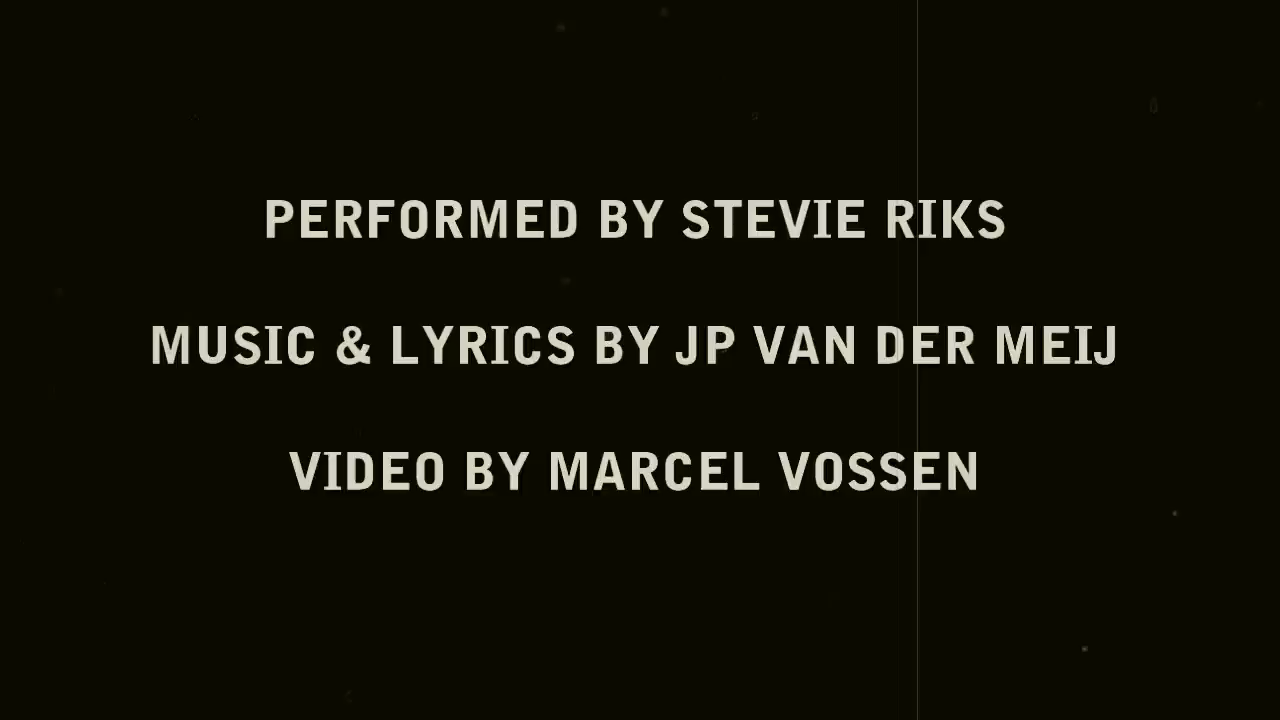 PERFORMED BY STEVIE RIKS
MUSIC & LYRICS BY JP VAN DER MEIJ
VIDEO BY MARCEL VOSSEN